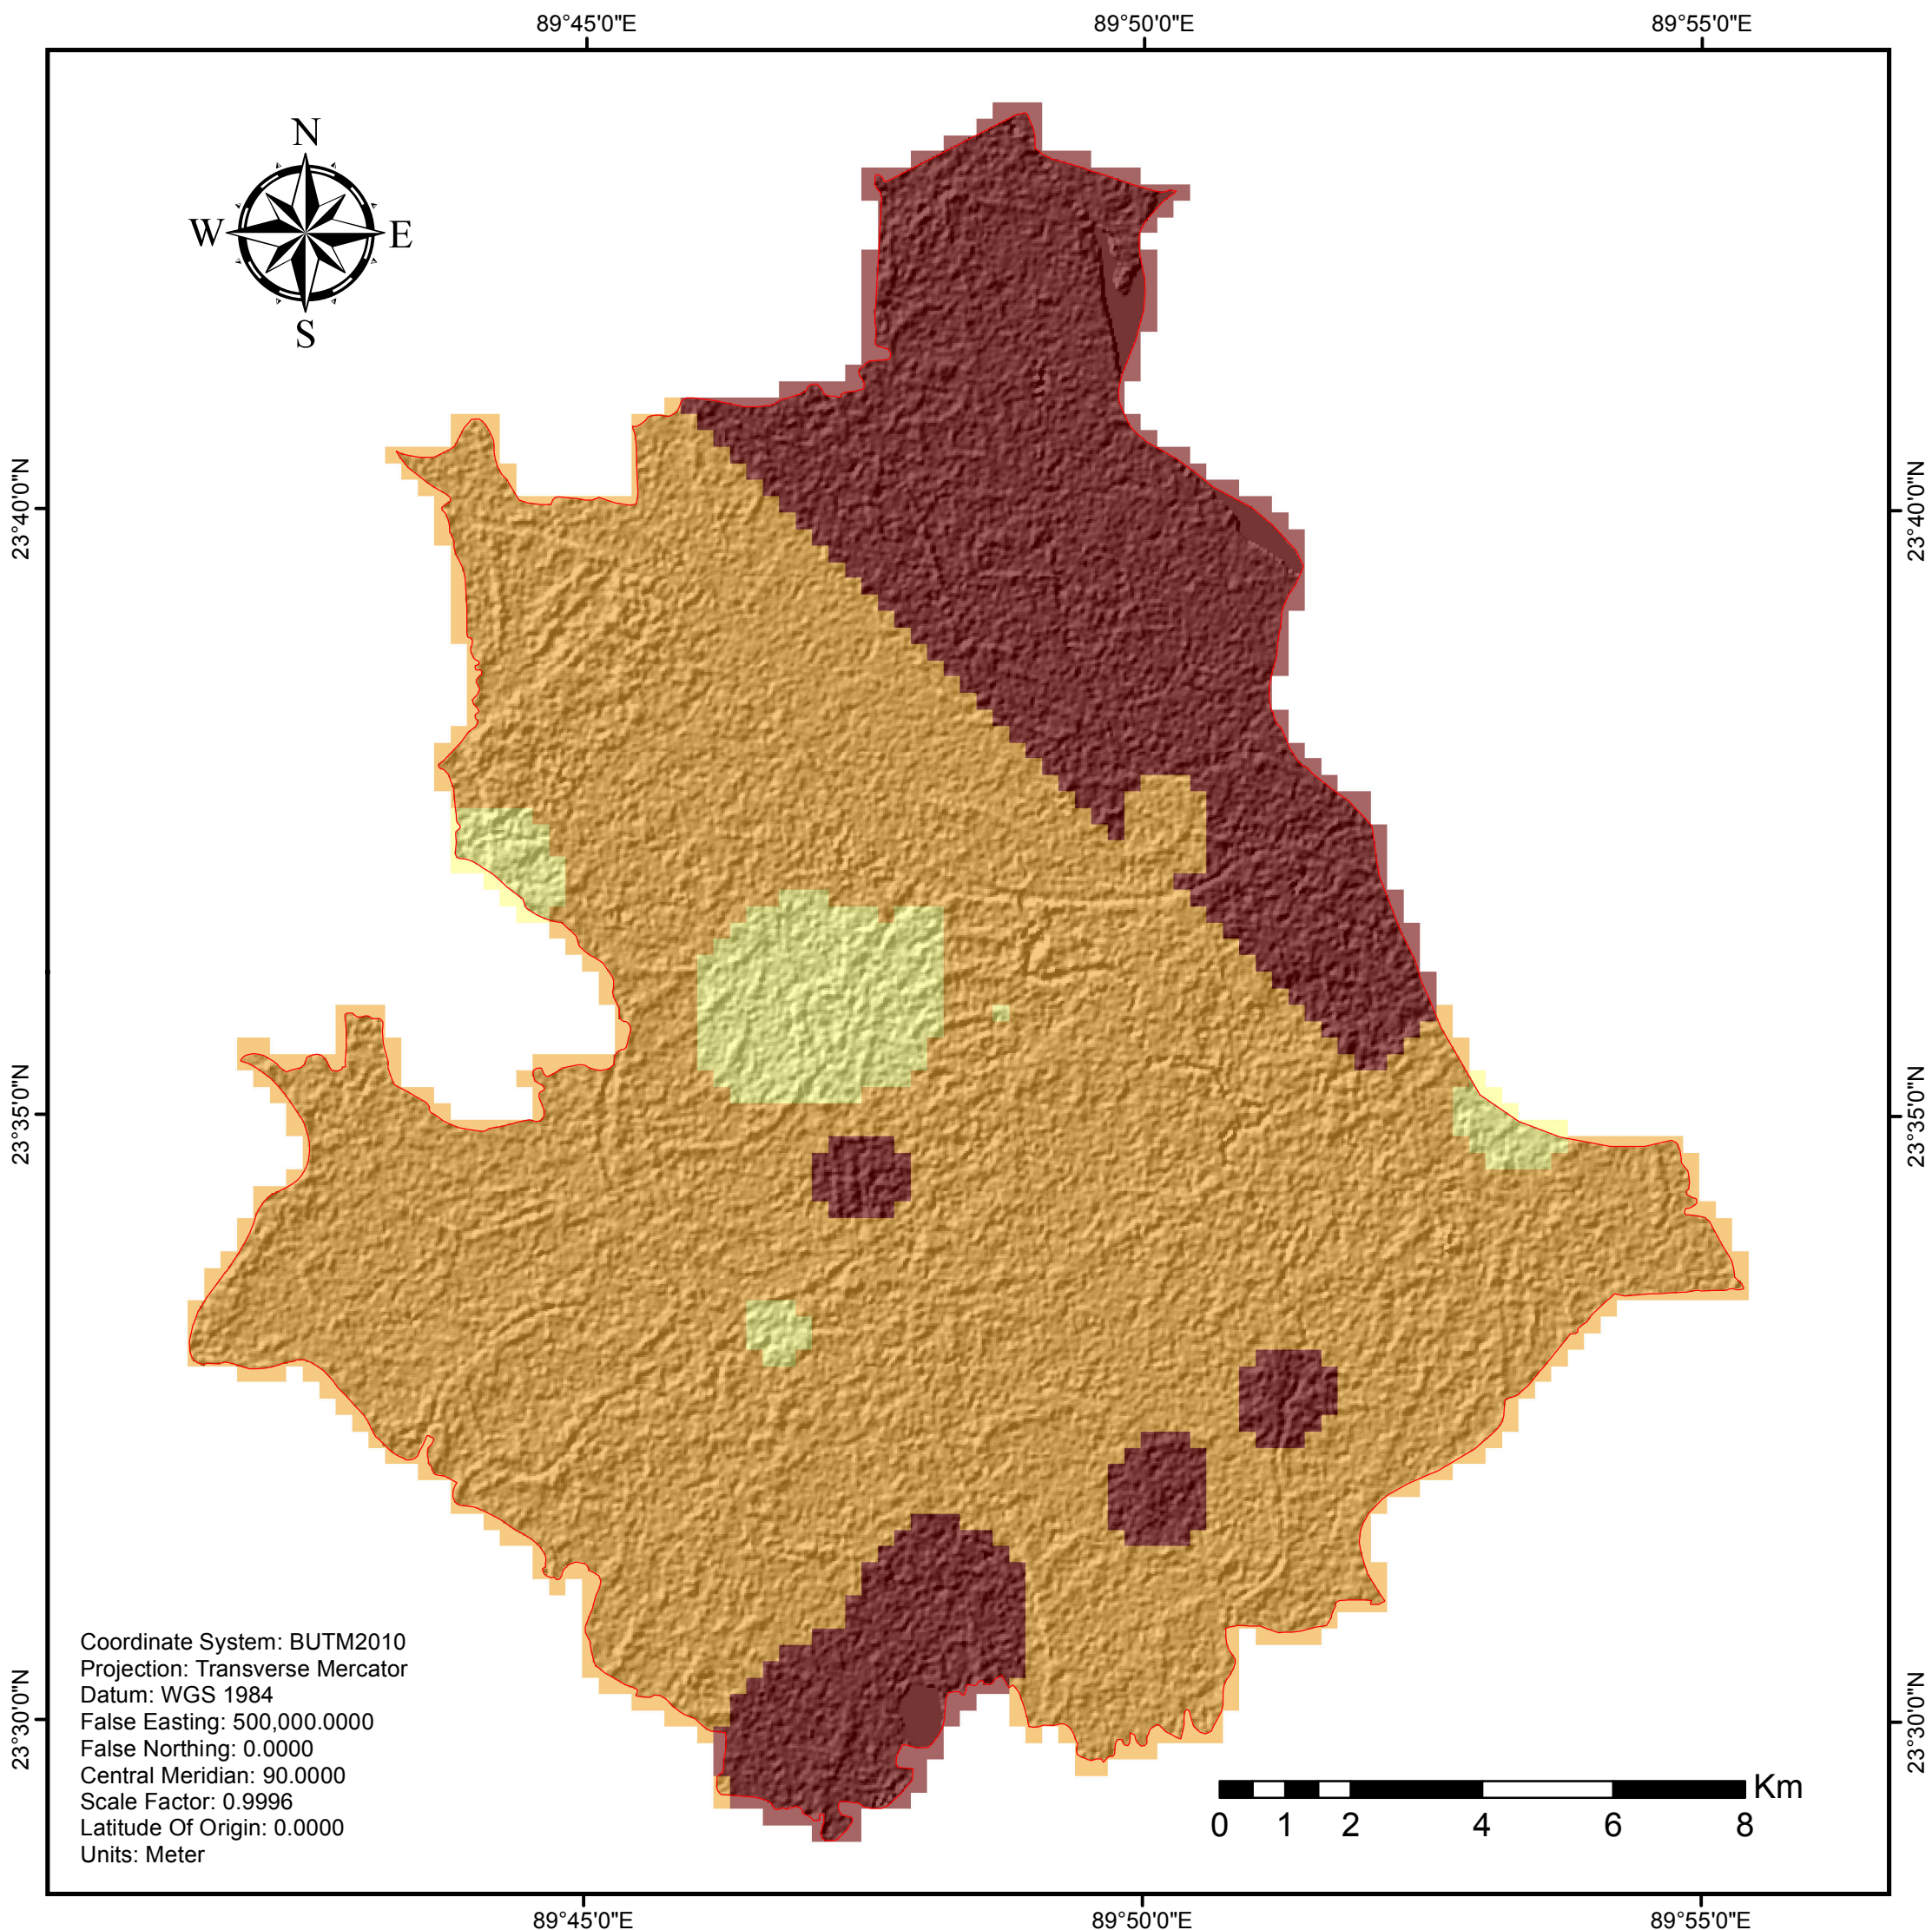 89°45'0"E 89°50'0"E 89°55'0"E
N
W E
S
23°40'0"N 23°40'0"N
23°35'0"N 23°35'0"N
23°30'0"N 23°30'0"N
Coordinate System: BUTM2010
Projection: Transverse Mercator
Datum: WGS 1984
False Easting: 500,000.0000
False Northing: 0.0000
Central Meridian: 90.0000
Scale Factor: 0.9996
Latitude Of Origin: 0.0000
Units: Meter
Km
0 1 2 4 6 8
89°45'0"E 89°50'0"E 89°55'0"E